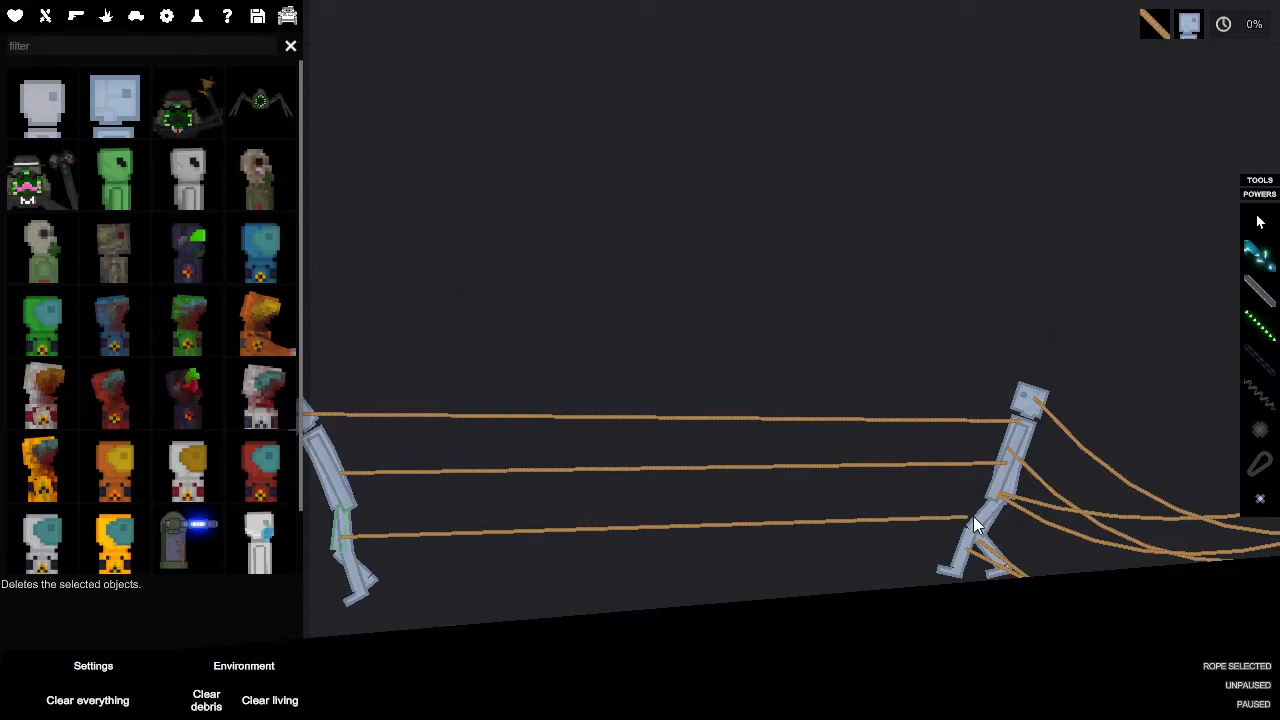 ?
0%
filter
TOOLS
POWERS
Deletes the selected objects.
Settings
Environment
Clear everything
Clear
debris
Clear living
ROPE SELECTED
UNPAUSED
PAUSED